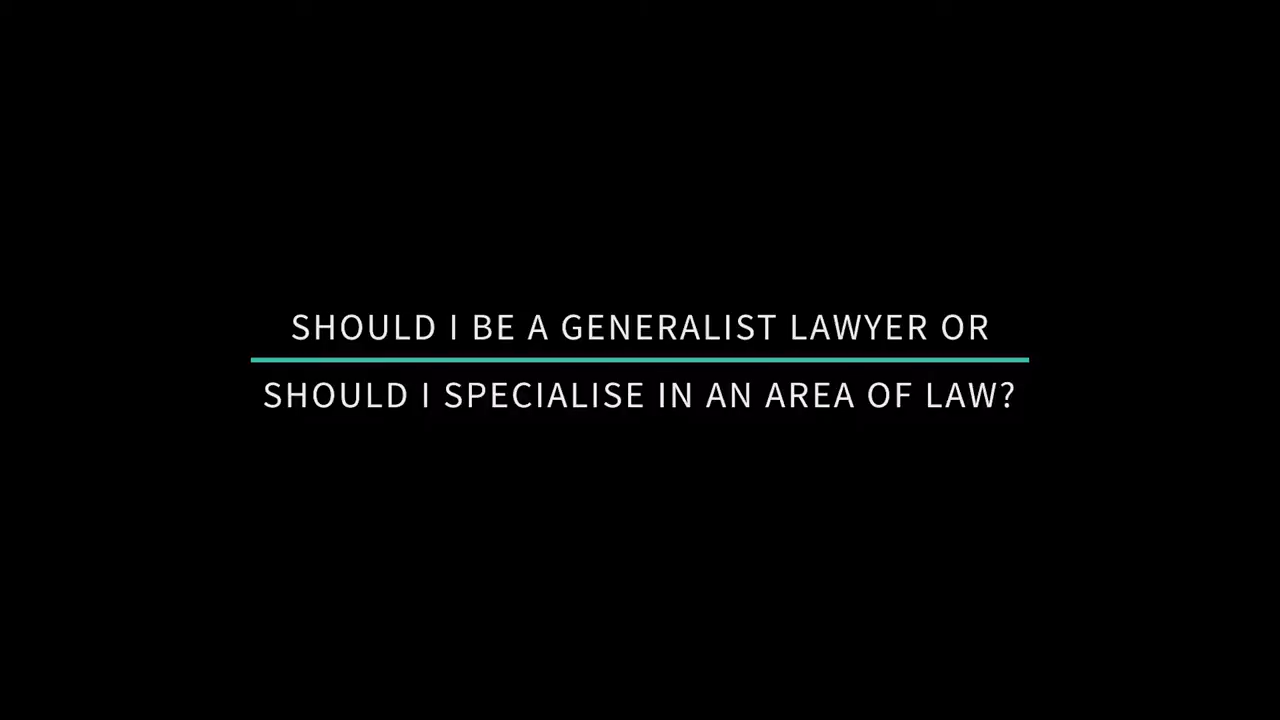 SHOULD I BE A GENERALIST LAWYER OR
SHOULD I SPECIALISE IN AN AREA OF LAW?